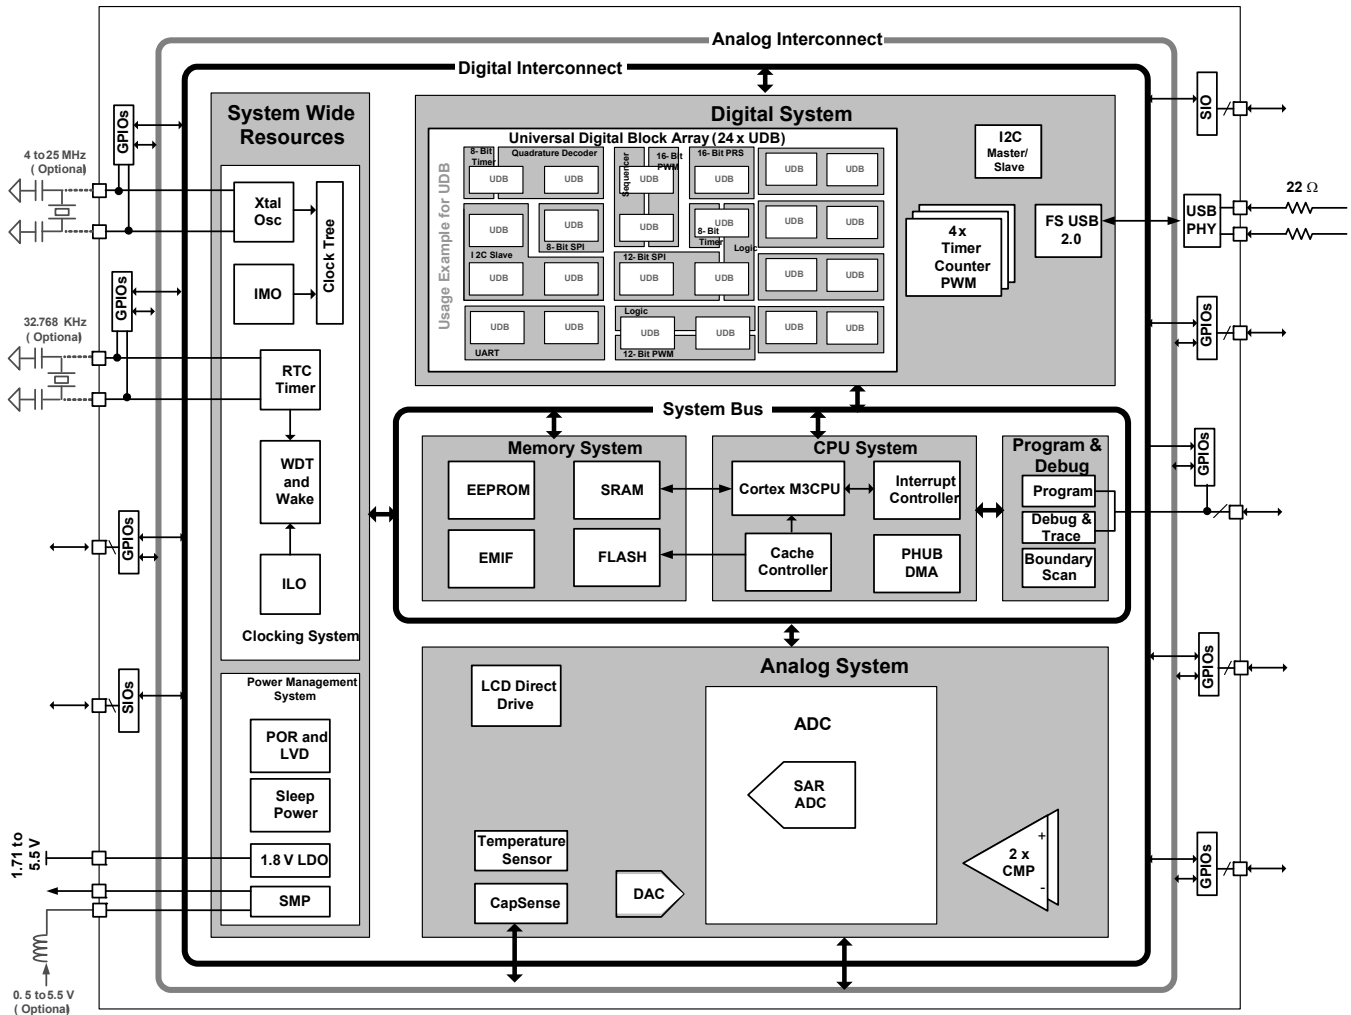 Analog Interconnect
Digital Interconnect
System Wide
Resources
Digital System
Universal Digital Block Array (24 x UDB)
Usage Example for UDB
8- Bit
Timer
Quadrature Decoder
Sequencer
16- Bit
PWM
16- Bit PRS
UDB
UDB
UDB
UDB
UDB
UDB
UDB
UDB
UDB
UDB
8- Bit
Timer
UDB
UDB
8- Bit SPI
I 2C Slave
12- Bit SPI
Logic
UDB
UDB
UDB
UDB
UDB
UDB
Logic
UDB
UDB
UDB
UDB
UDB
UDB
UART
12- Bit PWM
I2C
Master/
Slave
4 x
Timer
Counter
PWM
FS USB
2.0
SIO
USB
PHY
22 Ω
GPIOs
GPIOs
GPIOs
GPIOs
GPIOs
4 to 25 MHz
( Optional)
GPIOs
Xtal
Osc
Clock Tree
IMO
GPIOs
32.768 KHz
( Optional)
RTC
Timer
WDT
and
Wake
ILO
Clocking System
GPIOs
SIOs
Power Management
System
POR and
LVD
Sleep
Power
1.8 V LDO
SMP
1.71 to
5.5 V
0. 5 to 5.5 V
( Optional)
System Bus
Memory System
EEPROM
SRAM
EMIF
FLASH
CPU System
Cortex M3CPU
Interrupt
Controller
Cache
Controller
PHUB
DMA
Program &
Debug
Program
Debug &
Trace
Boundary
Scan
Analog System
LCD Direct
Drive
ADC
SAR
ADC
Temperature
Sensor
CapSense
DAC
2 x
CMP
+
-